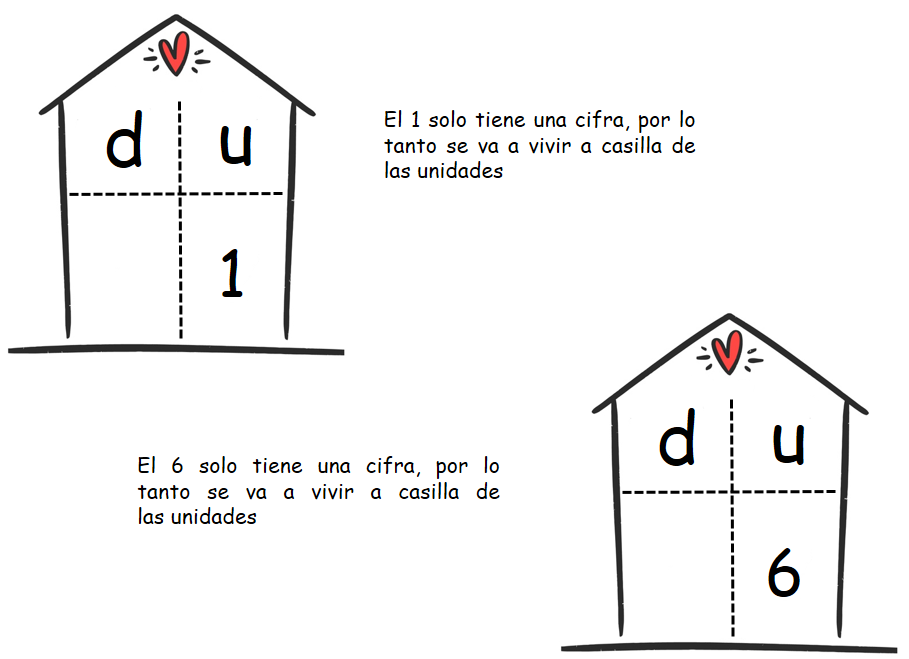 d u
El 1 solo tiene una cifra, por lo
tanto se va a vivir a casilla de
las unidades
1
d u
El 6 solo tiene una cifra, por lo
tanto se va a vivir a casilla de
las unidades
6